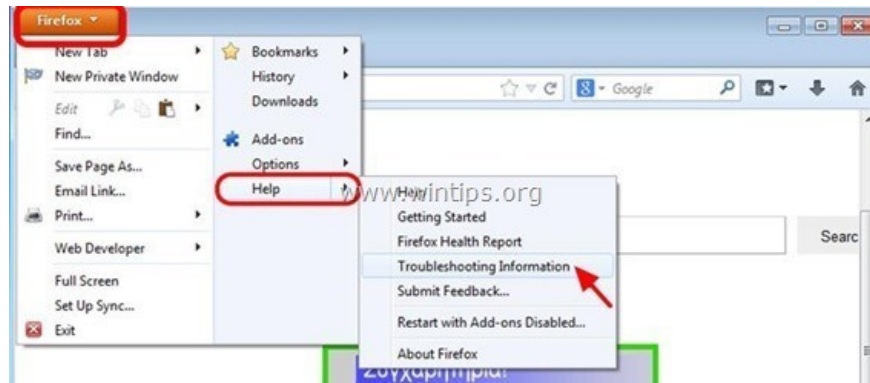 Firefox
New Tab
New Private Window
Edit
Find...
Save Page As...
Email Link...
Print...
Web Developer
Full Screen
Set Up Sync...
Exit
Bookmarks
History
Downloads
Add-ons
Options
Help
Help
Getting Started
Firefox Health Report
Troubleshooting Information
Submit Feedback...
Restart with Add-ons Disabled...
About Firefox
www.wintips.org
8
Google
Searc
Συγχαρητήρια!